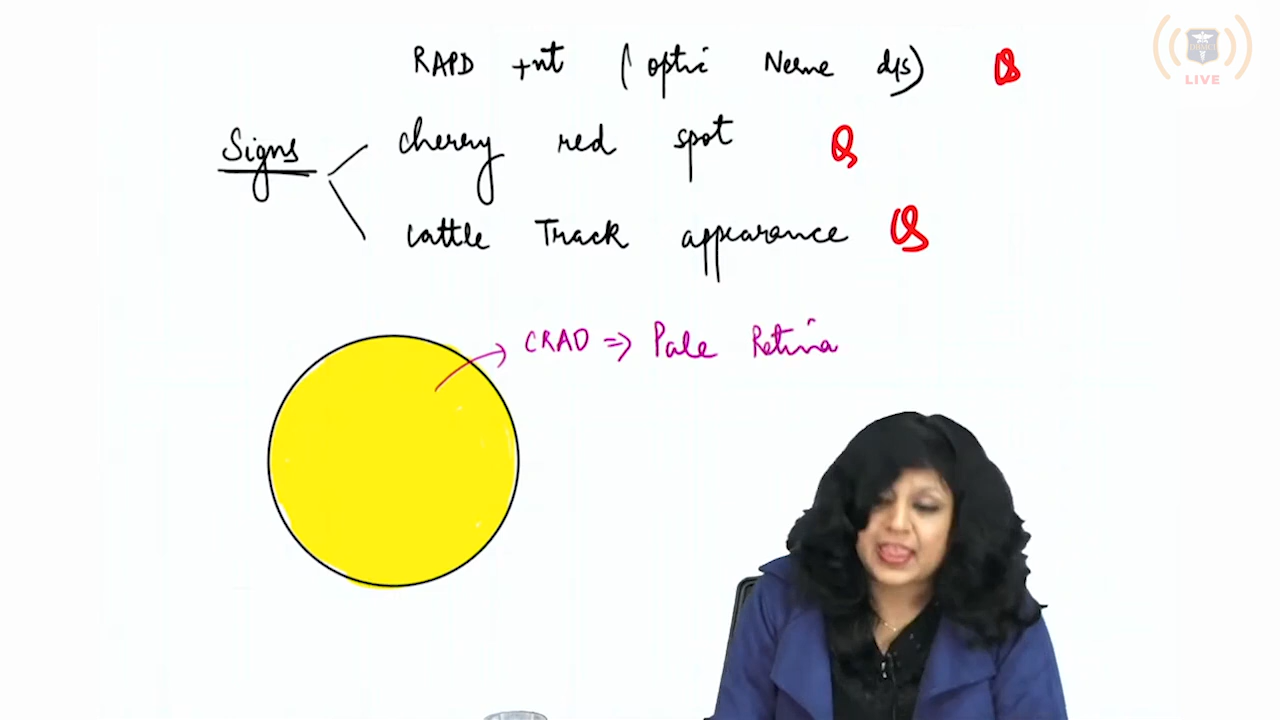 RAPD +nt (optic Nerve d/s) Q
Signs
cherry red spot Q
cattle Track appearance Q
CRAO => Pale Retina
LIVE